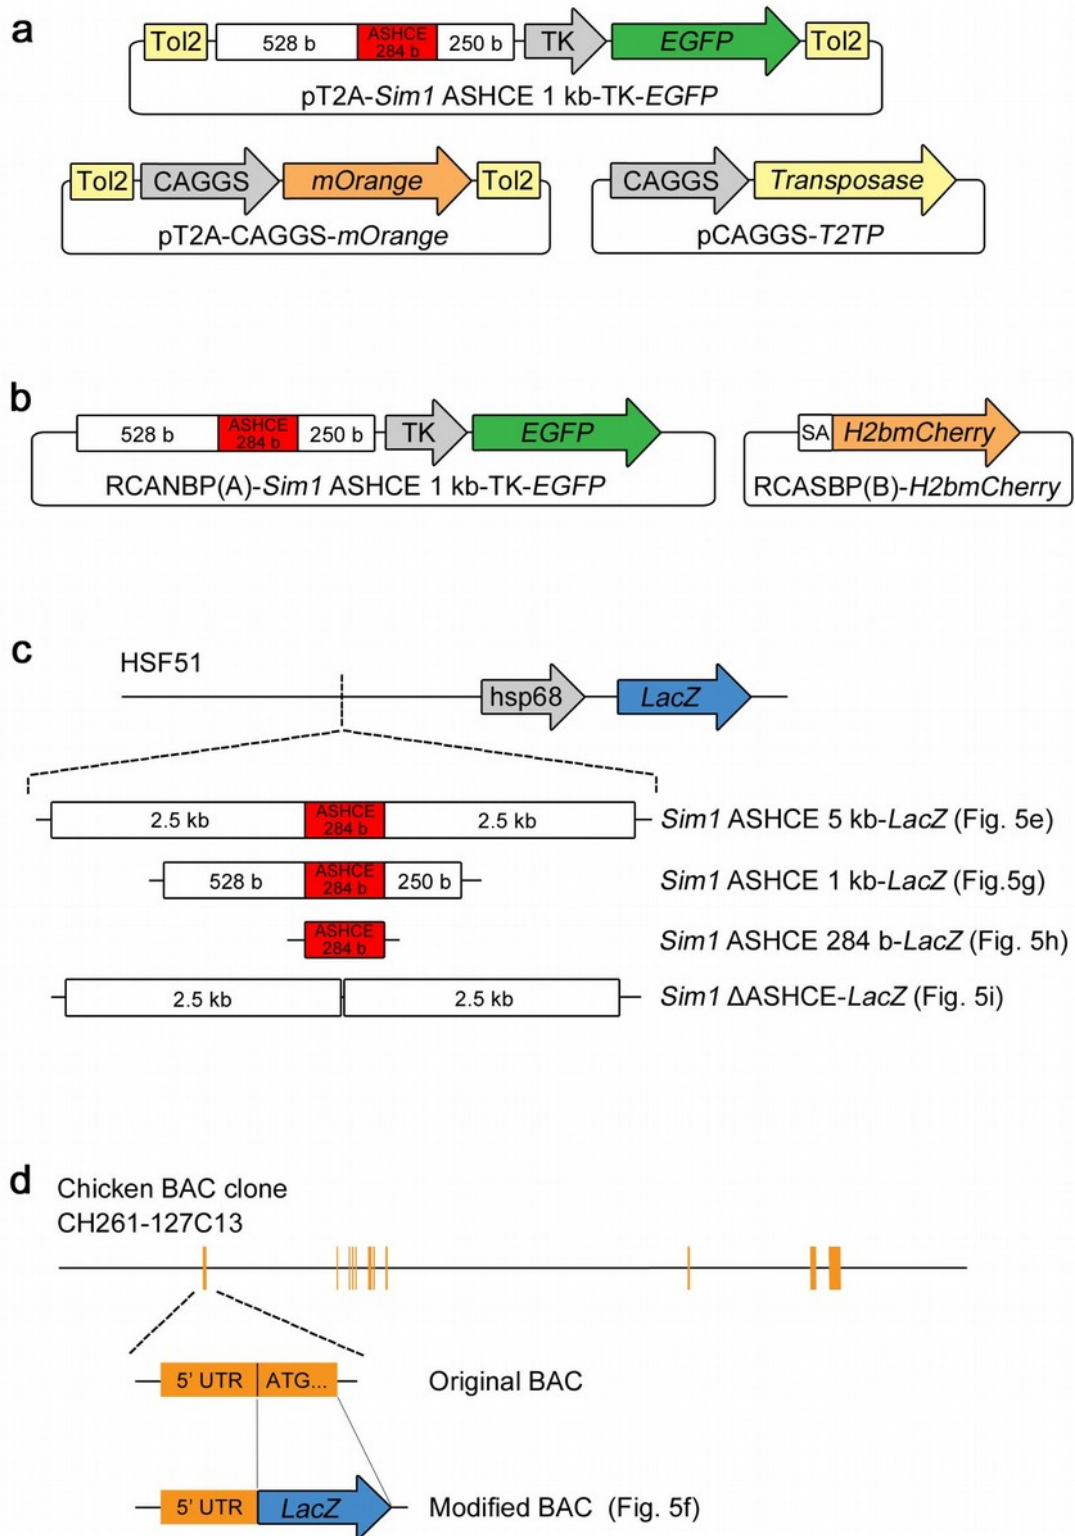 a
Tol2 528 b ASHCE 284 b 250 b TK EGFP Tol2
pT2A-Sim1 ASHCE 1 kb-TK-EGFP
Tol2 CAGGS mOrange Tol2
pT2A-CAGGS-mOrange
CAGGS Transposase
pCAGGS-T2TP
b
528 b ASHCE 284 b 250 b TK EGFP
RCANBP(A)-Sim1 ASHCE 1 kb-TK-EGFP
SA H2bmCherry
RCASBP(B)-H2bmCherry
c
HSF51
hsp68 LacZ
2.5 kb ASHCE 284 b 2.5 kb Sim1 ASHCE 5 kb-LacZ (Fig. 5e)
528 b ASHCE 284 b 250 b Sim1 ASHCE 1 kb-LacZ (Fig.5g)
ASHCE 284 b Sim1 ASHCE 284 b-LacZ (Fig. 5h)
2.5 kb 2.5 kb Sim1 ΔASHCE-LacZ (Fig. 5i)
d
Chicken BAC clone
CH261-127C13
5' UTR ATG... Original BAC
5' UTR LacZ Modified BAC (Fig. 5f)